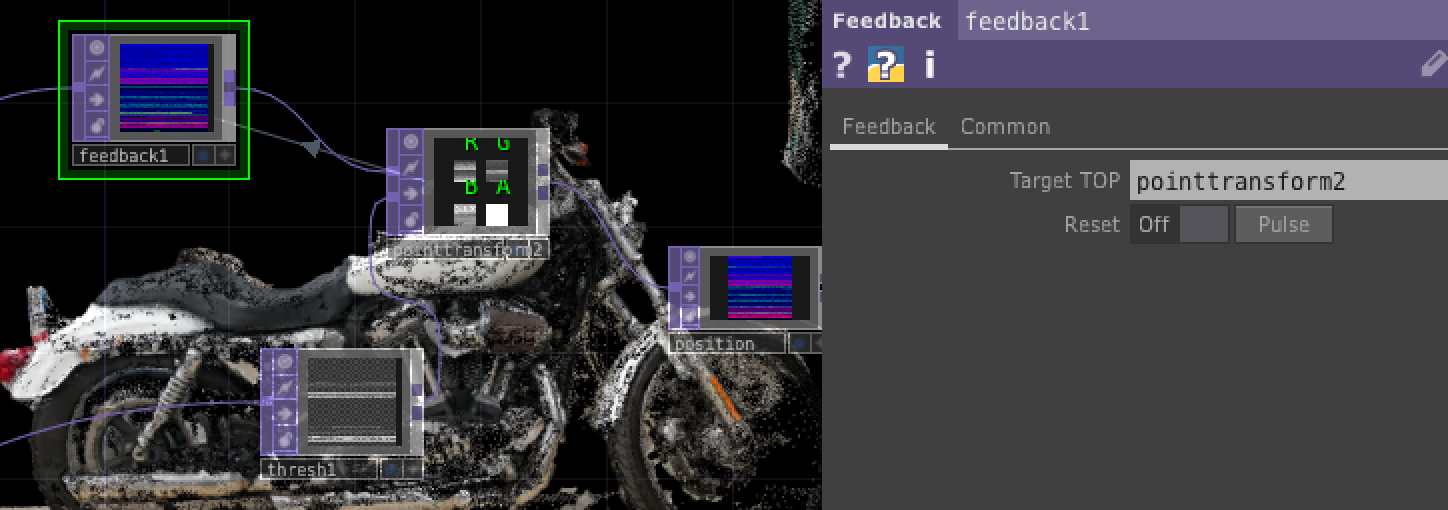 feedback1
R G
B A
pointtransform2
position
thresh1
Feedback feedback1
? ? i
Feedback Common
Target TOP pointtransform2
Reset Off Pulse